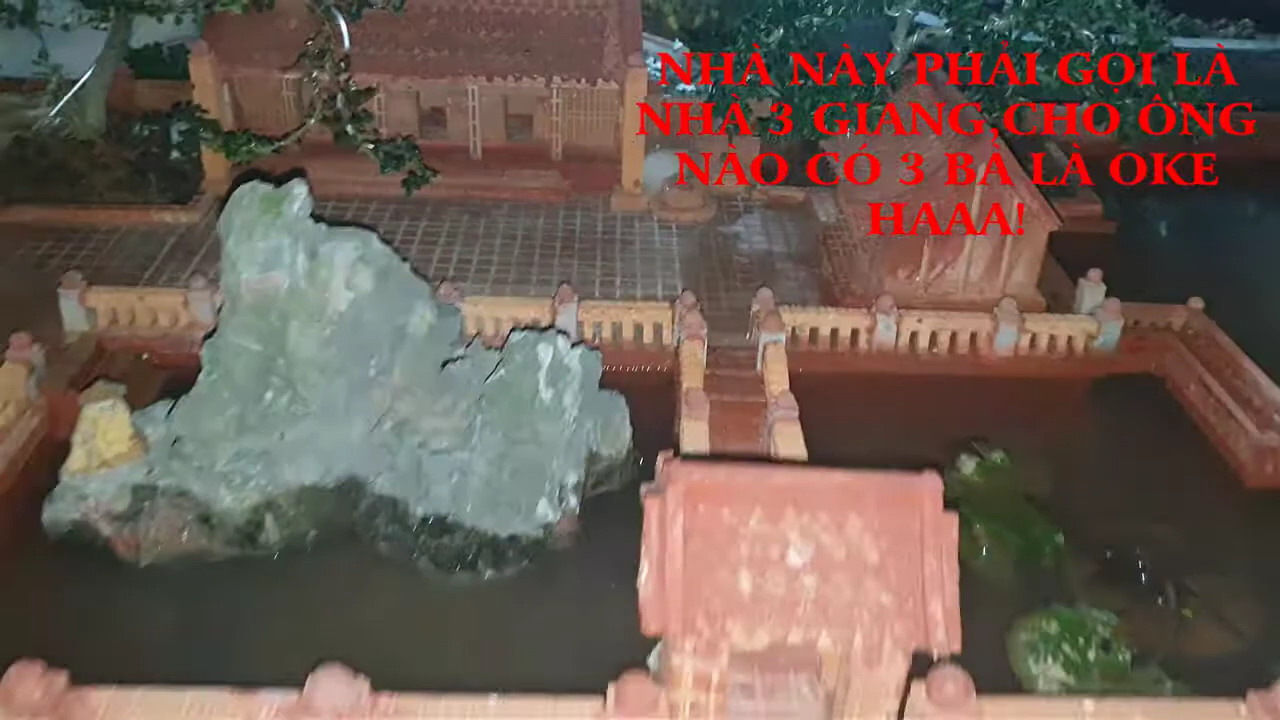 NHÀ NÀY PHẢI GỌI LÀ
NHÀ 3 GIANG,CHO ÔNG
NÀO CÓ 3 BÀ LÀ OKE
HAAA!